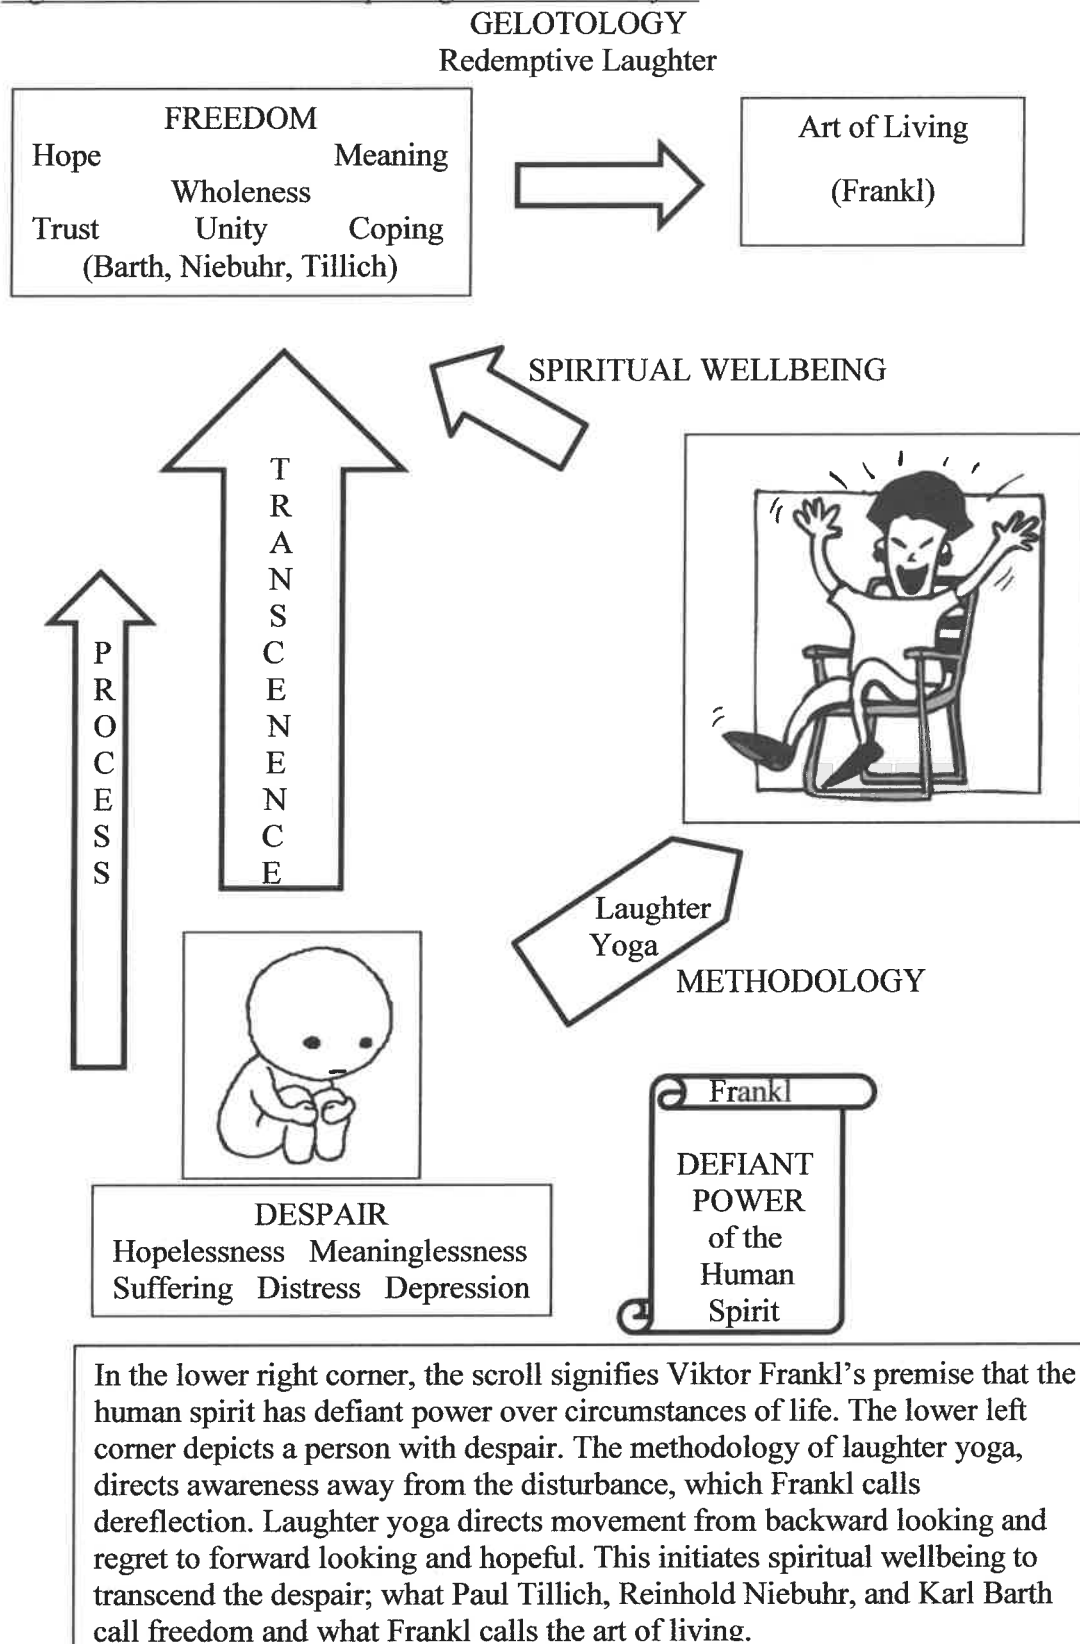 GELOTOLOGY
Redemptive Laughter
FREEDOM
Hope Meaning
Wholeness
Trust Unity Coping
(Barth, Niebuhr, Tillich)
Art of Living
(Frankl)
SPIRITUAL WELLBEING
TRANSCENENCE
PROCESS
Laughter
Yoga
METHODOLOGY
DESPAIR
Hopelessness Meaninglessness
Suffering Distress Depression
Frankl
DEFIANT
POWER
of the
Human
Spirit
In the lower right corner, the scroll signifies Viktor Frankl’s premise that the
human spirit has defiant power over circumstances of life. The lower left
corner depicts a person with despair. The methodology of laughter yoga,
directs awareness away from the disturbance, which Frankl calls
dereflection. Laughter yoga directs movement from backward looking and
regret to forward looking and hopeful. This initiates spiritual wellbeing to
transcend the despair; what Paul Tillich, Reinhold Niebuhr, and Karl Barth
call freedom and what Frankl calls the art of living.